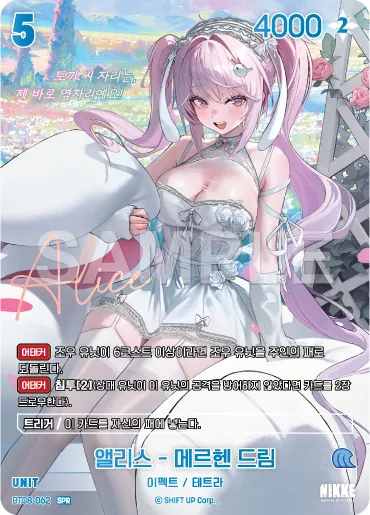 5
4000 2
토끼 씨 자리는,
제 바로 옆자리예요!
SAMPLE
Alice
어태커 조우 유닛이 6코스트 이상이라면 조우 유닛을 주인의 패로
되돌린다.
어태커 침투[2](상대 유닛이 이 유닛의 공격을 방어하지 않았다면 카드를 2장
드로우한다).
트리거 / 이 카드를 자신의 패에 넣는다.
앨리스 - 메르헨 드림
UNIT
이펙트 / 테트라
BT03-062 SPR
© SHIFT UP Corp.
NIKKE